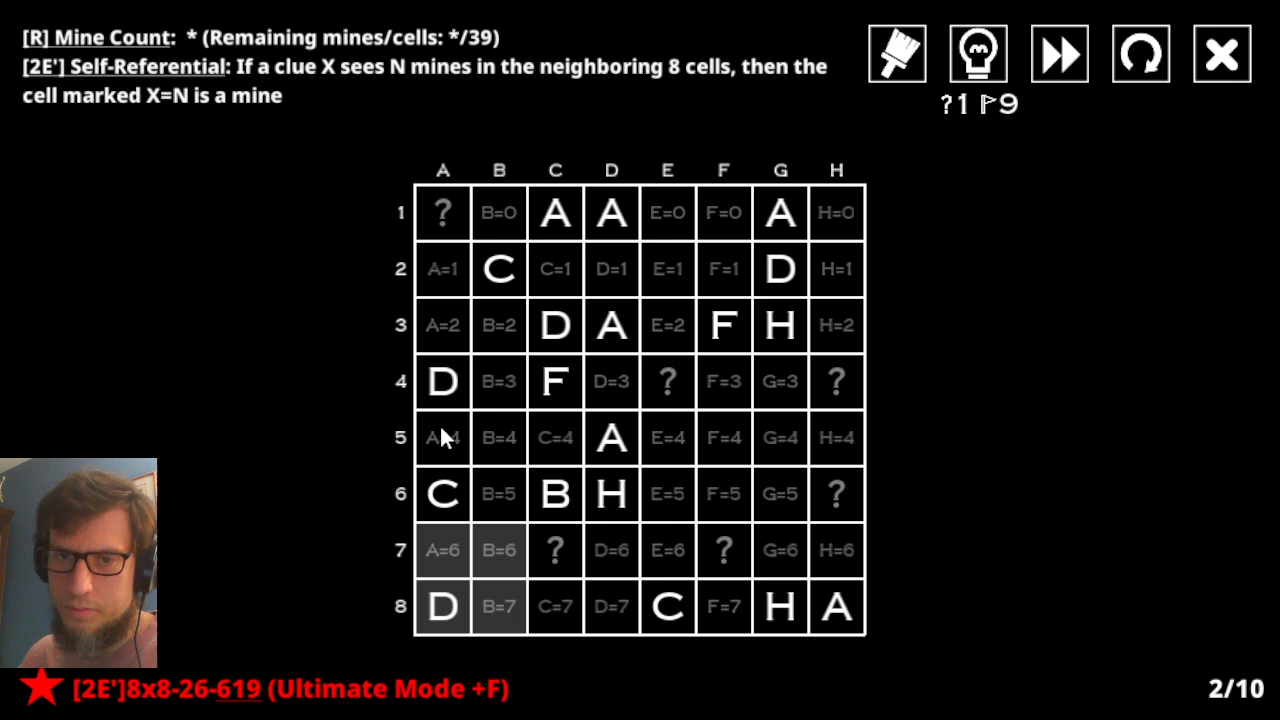 [R] Mine Count: * (Remaining mines/cells: */39)
[2E'] Self-Referential: If a clue X sees N mines in the neighboring 8 cells, then the
cell marked X=N is a mine
?1 9
A B C D E F G H
1 ? B=0 A A E=0 F=0 A H=0
2 A=1 C C=1 D=1 E=1 F=1 D H=1
3 A=2 B=2 D A E=2 F H H=2
4 D B=3 F D=3 ? F=3 G=3 ?
5 A=4 B=4 C=4 A E=4 F=4 G=4 H=4
6 C B=5 B H E=5 F=5 G=5 ?
7 A=6 B=6 ? D=6 E=6 ? G=6 H=6
8 D B=7 C=7 D=7 C F=7 H A
[2E']8x8-26-619 (Ultimate Mode +F)
2/10